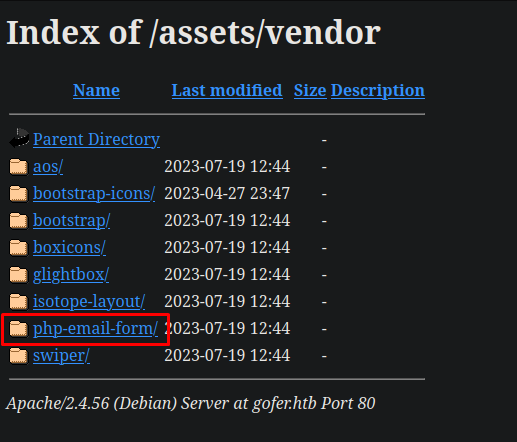 Index of /assets/vendor
Name Last modified Size Description
Parent Directory -
aos/ 2023-07-19 12:44 -
bootstrap-icons/ 2023-04-27 23:47 -
bootstrap/ 2023-07-19 12:44 -
boxicons/ 2023-07-19 12:44 -
glightbox/ 2023-07-19 12:44 -
isotope-layout/ 2023-07-19 12:44 -
php-email-form/ 2023-07-19 12:44 -
swiper/ 2023-07-19 12:44 -
Apache/2.4.56 (Debian) Server at gofer.htb Port 80